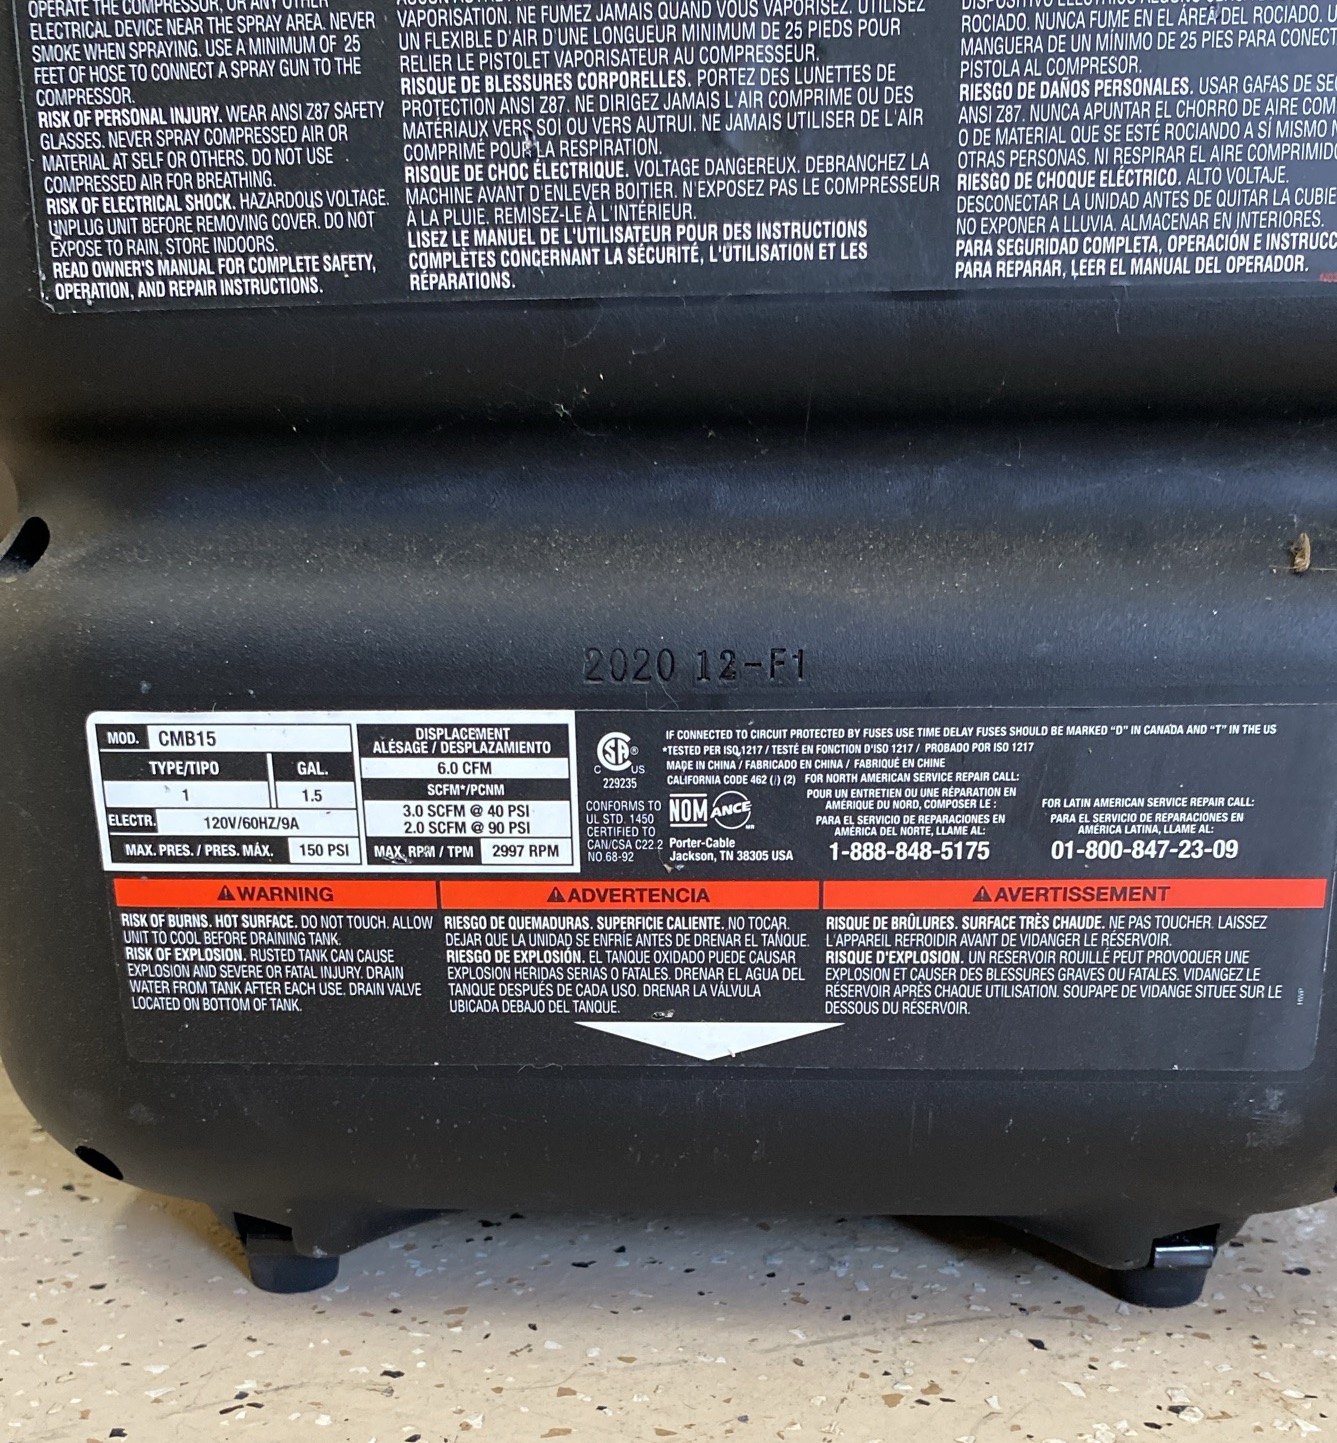 OPERATE THE COMPRESSOR, OR ANY OTHER
ELECTRICAL DEVICE NEAR THE SPRAY AREA. NEVER
SMOKE WHEN SPRAYING. USE A MINIMUM OF 25
FEET OF HOSE TO CONNECT A SPRAY GUN TO THE
COMPRESSOR.
RISK OF PERSONAL INJURY. WEAR ANSI Z87 SAFETY
GLASSES. NEVER SPRAY COMPRESSED AIR OR
MATERIAL AT SELF OR OTHERS. DO NOT USE
COMPRESSED AIR FOR BREATHING.
RISK OF ELECTRICAL SHOCK. HAZARDOUS VOLTAGE.
UNPLUG UNIT BEFORE REMOVING COVER. DO NOT
EXPOSE TO RAIN, STORE INDOORS.
READ OWNER'S MANUAL FOR COMPLETE SAFETY,
OPERATION, AND REPAIR INSTRUCTIONS.
VAPORISATION. NE FUMEZ JAMAIS QUAND VOUS VAPORISEZ. UTILISEZ
UN FLEXIBLE D'AIR D'UNE LONGUEUR MINIMUM DE 25 PIEDS POUR
RELIER LE PISTOLET VAPORISATEUR AU COMPRESSEUR.
RISQUE DE BLESSURES CORPORELLES. PORTEZ DES LUNETTES DE
PROTECTION ANSI Z87. NE DIRIGEZ JAMAIS L'AIR COMPRIME OU DES
MATÉRIAUX VERS SOI OU VERS AUTRUI. NE JAMAIS UTILISER DE L'AIR
COMPRIMÉ POUR LA RESPIRATION.
RISQUE DE CHOC ÉLECTRIQUE. VOLTAGE DANGEREUX. DEBRANCHEZ LA
MACHINE AVANT D'ENLEVER BOITIER. N'EXPOSEZ PAS LE COMPRESSEUR
À LA PLUIE. REMISEZ-LE À L'INTÉRIEUR.
LISEZ LE MANUEL DE L'UTILISATEUR POUR DES INSTRUCTIONS
COMPLÈTES CONCERNANT LA SÉCURITÉ, L'UTILISATION ET LES
RÉPARATIONS.
ROCIADO. NUNCA FUME EN EL ÁREA DEL ROCIADO.
MANGUERA DE UN MÍNIMO DE 25 PIES PARA CONECT
PISTOLA AL COMPRESOR.
RIESGO DE DAÑOS PERSONALES. USAR GAFAS DE SE
ANSI Z87. NUNCA APUNTAR EL CHORRO DE AIRE COM
O DE MATERIAL QUE SE ESTÉ ROCIANDO A SÍ MISMO
OTRAS PERSONAS. NI RESPIRAR EL AIRE COMPRIMIDO
RIESGO DE CHOQUE ELÉCTRICO. ALTO VOLTAJE.
DESCONECTAR LA UNIDAD ANTES DE QUITAR LA CUBIE
NO EXPONER A LLUVIA. ALMACENAR EN INTERIORES.
PARA SEGURIDAD COMPLETA, OPERACIÓN E INSTRUCC
PARA REPARAR, LEER EL MANUAL DEL OPERADOR.
2020 12-F1
MOD. CMB15
TYPE/TIPO GAL.
1 1.5
ELECTR. 120V/60HZ/9A
MAX. PRES. / PRES. MÁX. 150 PSI
DISPLACEMENT
ALÉSAGE / DESPLAZAMIENTO
6.0 CFM
SCFM*/PCNM
3.0 SCFM @ 40 PSI
2.0 SCFM @ 90 PSI
MAX. RPM / TPM 2997 RPM
C SA ® US
229235
CONFORMS TO
UL STD. 1450
CERTIFIED TO
CAN/CSA C22.2
NO.68-92
IF CONNECTED TO CIRCUIT PROTECTED BY FUSES USE TIME DELAY FUSES SHOULD BE MARKED "D" IN CANADA AND "T" IN THE US
*TESTED PER ISO 1217 / TESTÉ EN FONCTION D'ISO 1217 / PROBADO POR ISO 1217
MADE IN CHINA / FABRICADO EN CHINA / FABRIQUÉ EN CHINE
CALIFORNIA CODE 462 (l) (2)
NOM ANCE
Porter-Cable
Jackson, TN 38305 USA
FOR NORTH AMERICAN SERVICE REPAIR CALL:
POUR UN ENTRETIEN OU UNE RÉPARATION EN
AMÉRIQUE DU NORD, COMPOSER LE :
PARA EL SERVICIO DE REPARACIONES EN
AMÉRICA DEL NORTE, LLAME AL:
1-888-848-5175
FOR LATIN AMERICAN SERVICE REPAIR CALL:
PARA EL SERVICIO DE REPARACIONES EN
AMÉRICA LATINA, LLAME AL:
01-800-847-23-09
WARNING
RISK OF BURNS. HOT SURFACE. DO NOT TOUCH. ALLOW
UNIT TO COOL BEFORE DRAINING TANK.
RISK OF EXPLOSION. RUSTED TANK CAN CAUSE
EXPLOSION AND SEVERE OR FATAL INJURY. DRAIN
WATER FROM TANK AFTER EACH USE. DRAIN VALVE
LOCATED ON BOTTOM OF TANK.
ADVERTENCIA
RIESGO DE QUEMADURAS. SUPERFICIE CALIENTE. NO TOCAR.
DEJAR QUE LA UNIDAD SE ENFRÍE ANTES DE DRENAR EL TANQUE.
RIESGO DE EXPLOSIÓN. EL TANQUE OXIDADO PUEDE CAUSAR
EXPLOSION HERIDAS SERIAS O FATALES. DRENAR EL AGUA DEL
TANQUE DESPUÉS DE CADA USO. DRENAR LA VÁLVULA
UBICADA DEBAJO DEL TANQUE.
AVERTISSEMENT
RISQUE DE BRÛLURES. SURFACE TRÈS CHAUDE. NE PAS TOUCHER. LAISSEZ
L'APPAREIL REFROIDIR AVANT DE VIDANGER LE RÉSERVOIR.
RISQUE D'EXPLOSION. UN RESERVOIR ROUILLÉ PEUT PROVOQUER UNE
EXPLOSION ET CAUSER DES BLESSURES GRAVES OU FATALES. VIDANGEZ LE
RÉSERVOIR APRÈS CHAQUE UTILISATION. SOUPAPE DE VIDANGE SITUEE SUR LE
DESSOUS DU RÉSERVOIR.